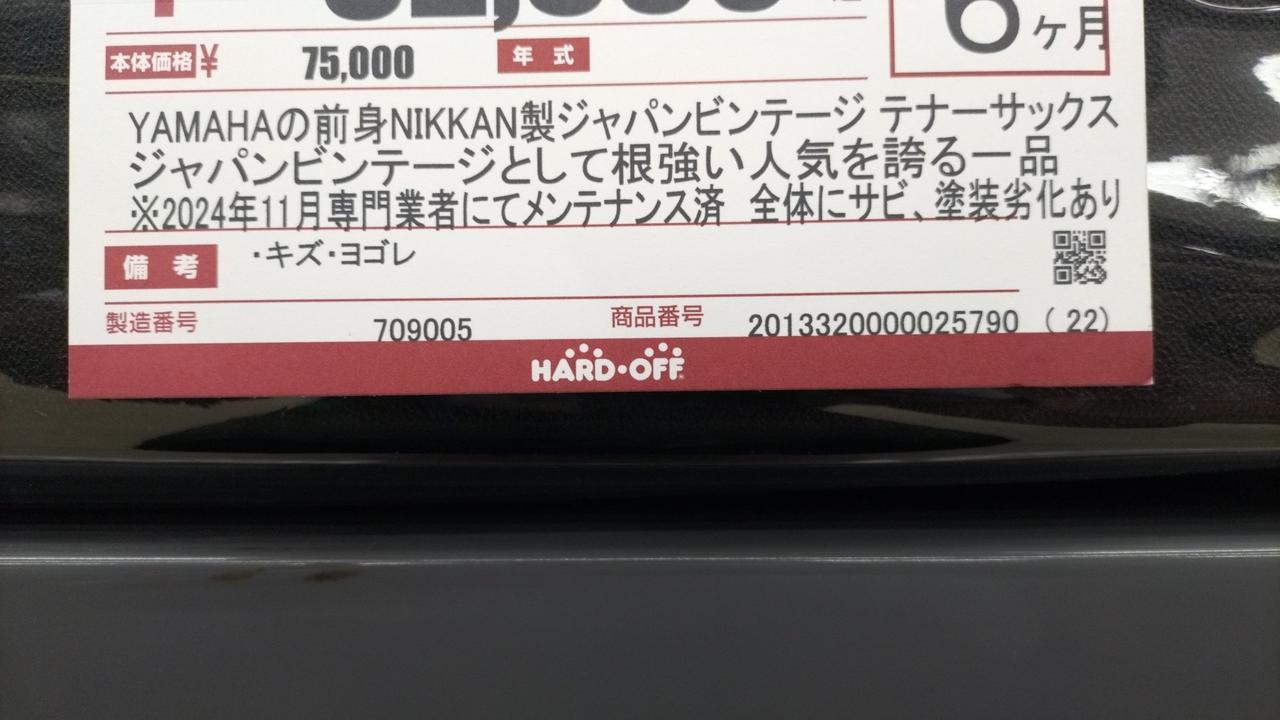 本体価格 ¥ 75,000 年式
6ヶ月
YAMAHAの前身NIKKAN製ジャパンビンテージ テナーサックス
ジャパンビンテージとして根強い人気を誇る一品
※2024年11月専門業者にてメンテナンス済 全体にサビ、塗装劣化あり
備考 ・キズ・ヨゴレ
製造番号 709005 商品番号 2013320000025790 (22)
HARD・OFF